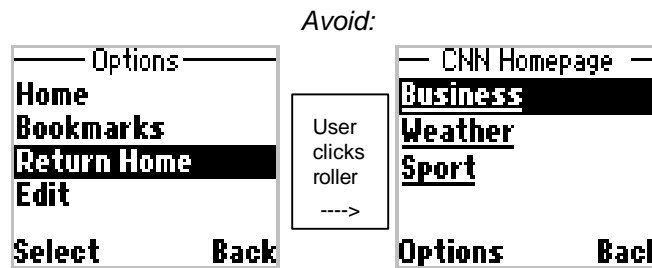 Avoid:
Options
Home
Bookmarks
Return Home
Edit
Select Back
User
clicks
roller
---->
CNN Homepage
Business
Weather
Sport
Options Back